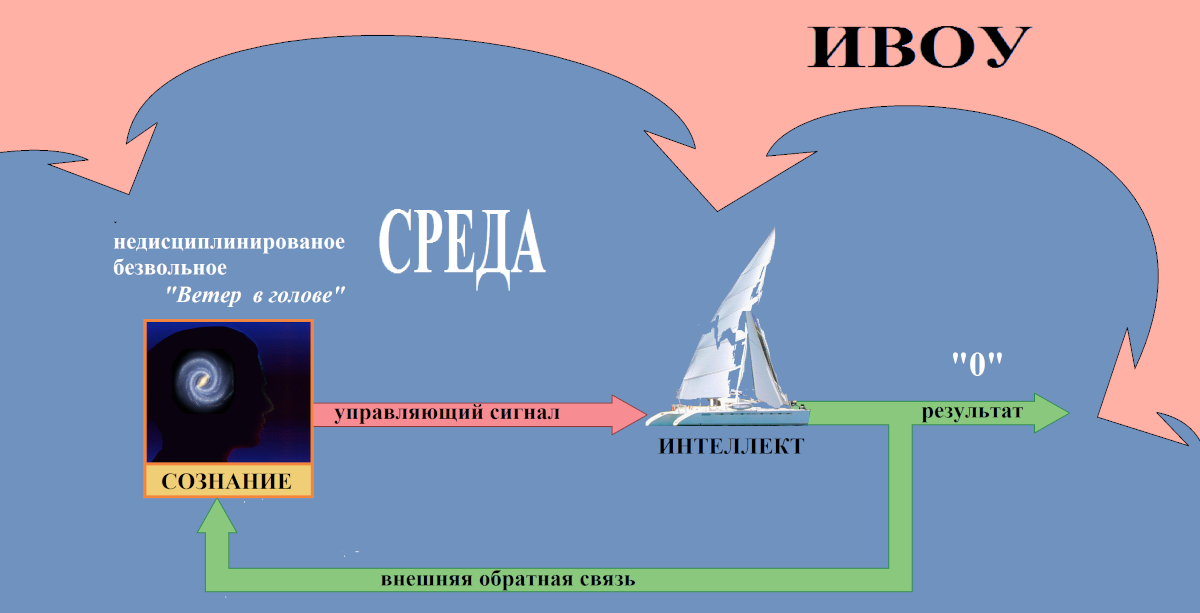 ИВОУ
СРЕДА
недисциплинированое
безвольное
"Ветер в голове"
"0"
управляющий сигнал
результат
ИНТЕЛЛЕКТ
СОЗНАНИЕ
внешняя обратная связь